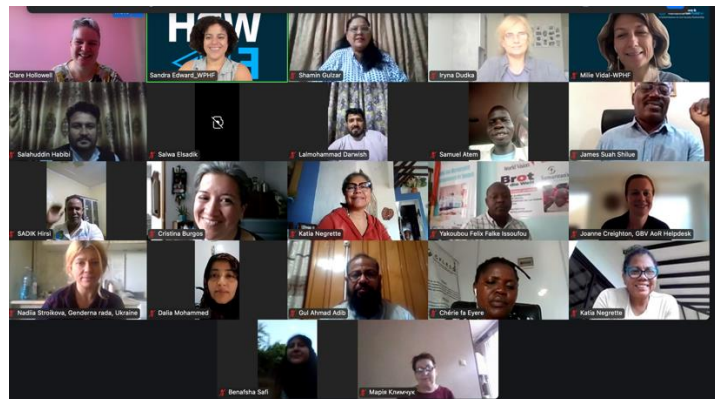 HOW
Clare Hollowell
Sandra Edward_WPHF
Shamin Gulzar
Iryna Dudka
Milie Vidal-WPHF
Salahuddin Habibi
Salwa Elsadik
Lalmohammad Darwish
Samuel Atem
James Suah Shilue
SADIK Hirsi
Cristina Burgos
Katia Negrette
Brot
Yakoubou Felix Falke Issoufou
Joanne Creighton, GBV AoR Helpdesk
Nadiia Stroikova, Genderna rada, Ukraine
Dalia Mohammed
Gul Ahmad Adib
Chérie fa Eyere
Katia Negrette
Benafsha Safi
Марія Климчук